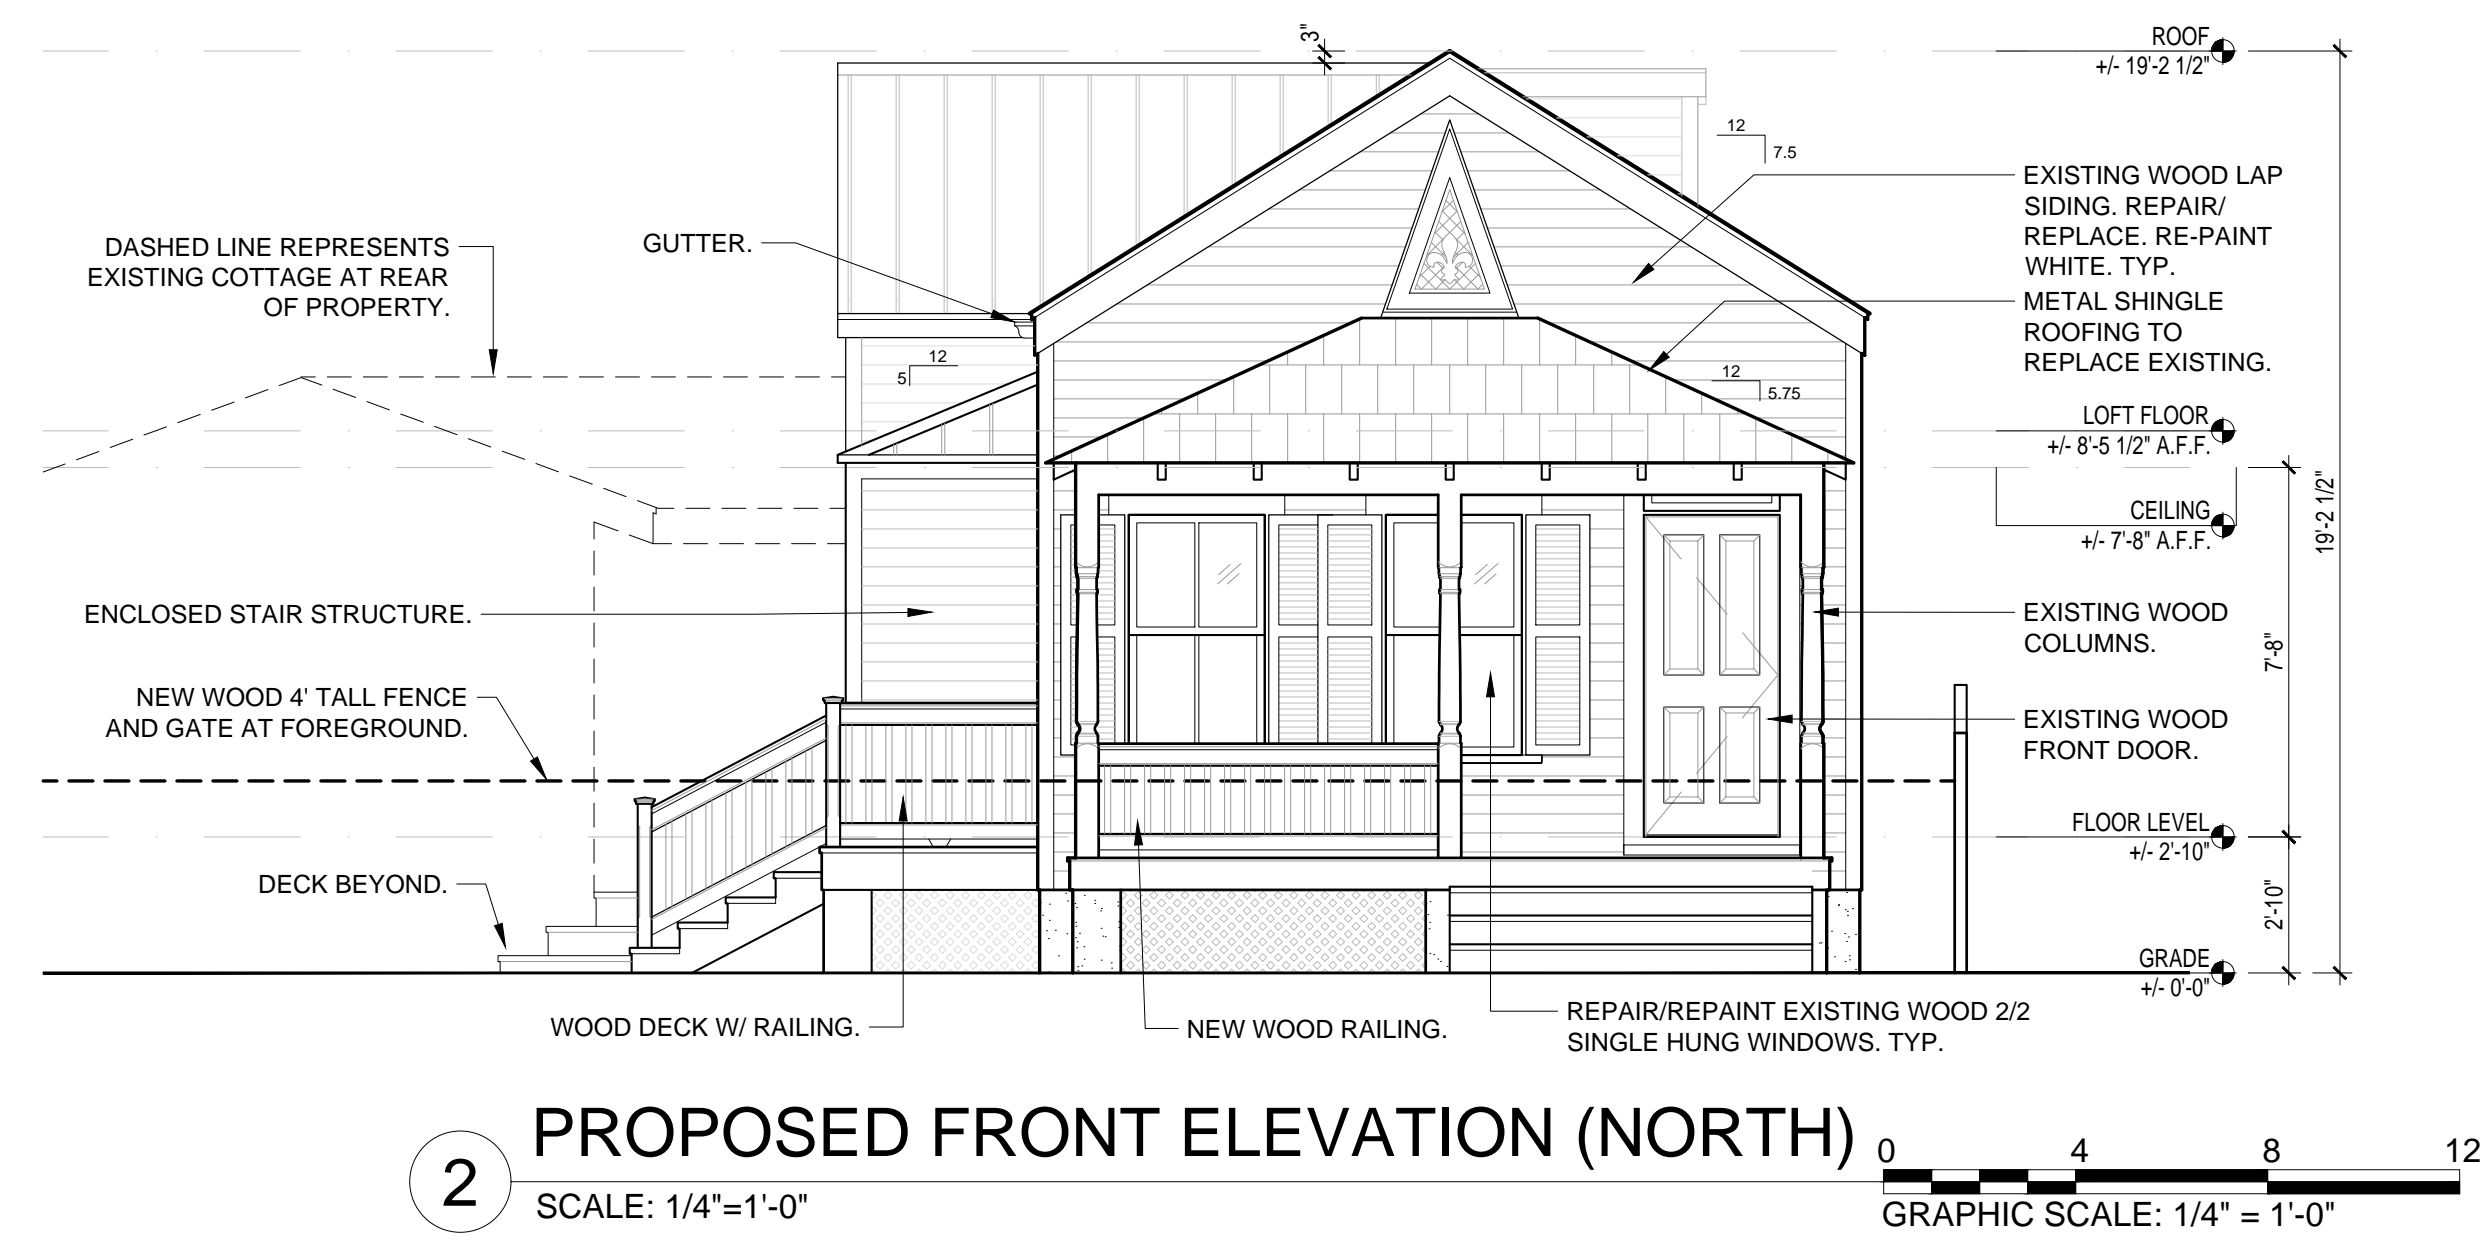 3"
ROOF
+/- 19'-2 1/2"
12
7.5
EXISTING WOOD LAP
SIDING. REPAIR/
REPLACE. RE-PAINT
WHITE. TYP.
DASHED LINE REPRESENTS
EXISTING COTTAGE AT REAR
OF PROPERTY.
GUTTER.
METAL SHINGLE
ROOFING TO
REPLACE EXISTING.
12
5
12
5.75
LOFT FLOOR
+/- 8'-5 1/2" A.F.F.
CEILING
+/- 7'-8" A.F.F.
19'-2 1/2"
ENCLOSED STAIR STRUCTURE.
EXISTING WOOD
COLUMNS.
7'-8"
NEW WOOD 4' TALL FENCE
AND GATE AT FOREGROUND.
EXISTING WOOD
FRONT DOOR.
FLOOR LEVEL
+/- 2'-10"
DECK BEYOND.
2'-10"
GRADE
+/- 0'-0"
WOOD DECK W/ RAILING.
NEW WOOD RAILING.
REPAIR/REPAINT EXISTING WOOD 2/2
SINGLE HUNG WINDOWS. TYP.
2
PROPOSED FRONT ELEVATION (NORTH)
SCALE: 1/4"=1'-0"
0 4 8 12
GRAPHIC SCALE: 1/4" = 1'-0"